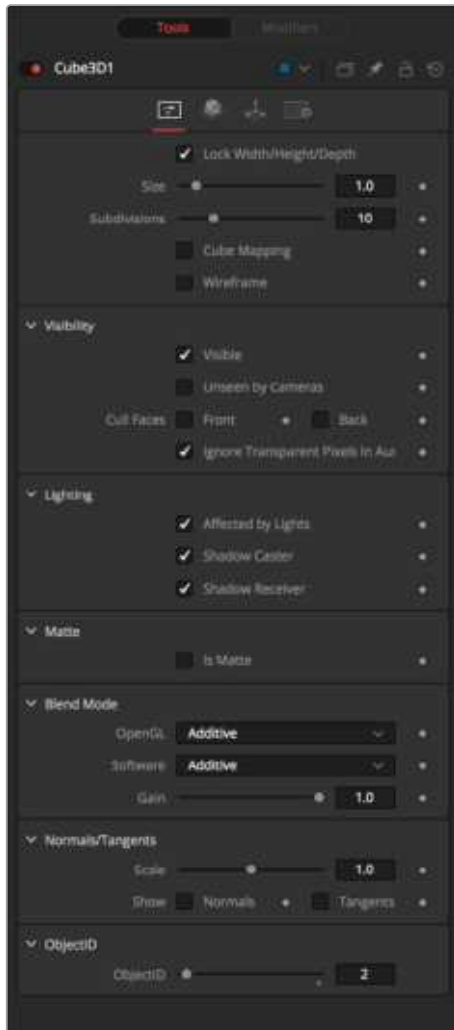 Tools Modifiers
Cube3D1
Lock Width/Height/Depth
Size 1.0
Subdivisions 10
Cube Mapping
Wireframe
Visibility
Visible
Unseen by Cameras
Cull Faces Front Back
Ignore Transparent Pixels In Aux
Lighting
Affected by Lights
Shadow Caster
Shadow Receiver
Matte
Is Matte
Blend Mode
OpenGL Additive
Software Additive
Gain 1.0
Normals/Tangents
Scale 1.0
Show Normals Tangents
ObjectID
ObjectID 2